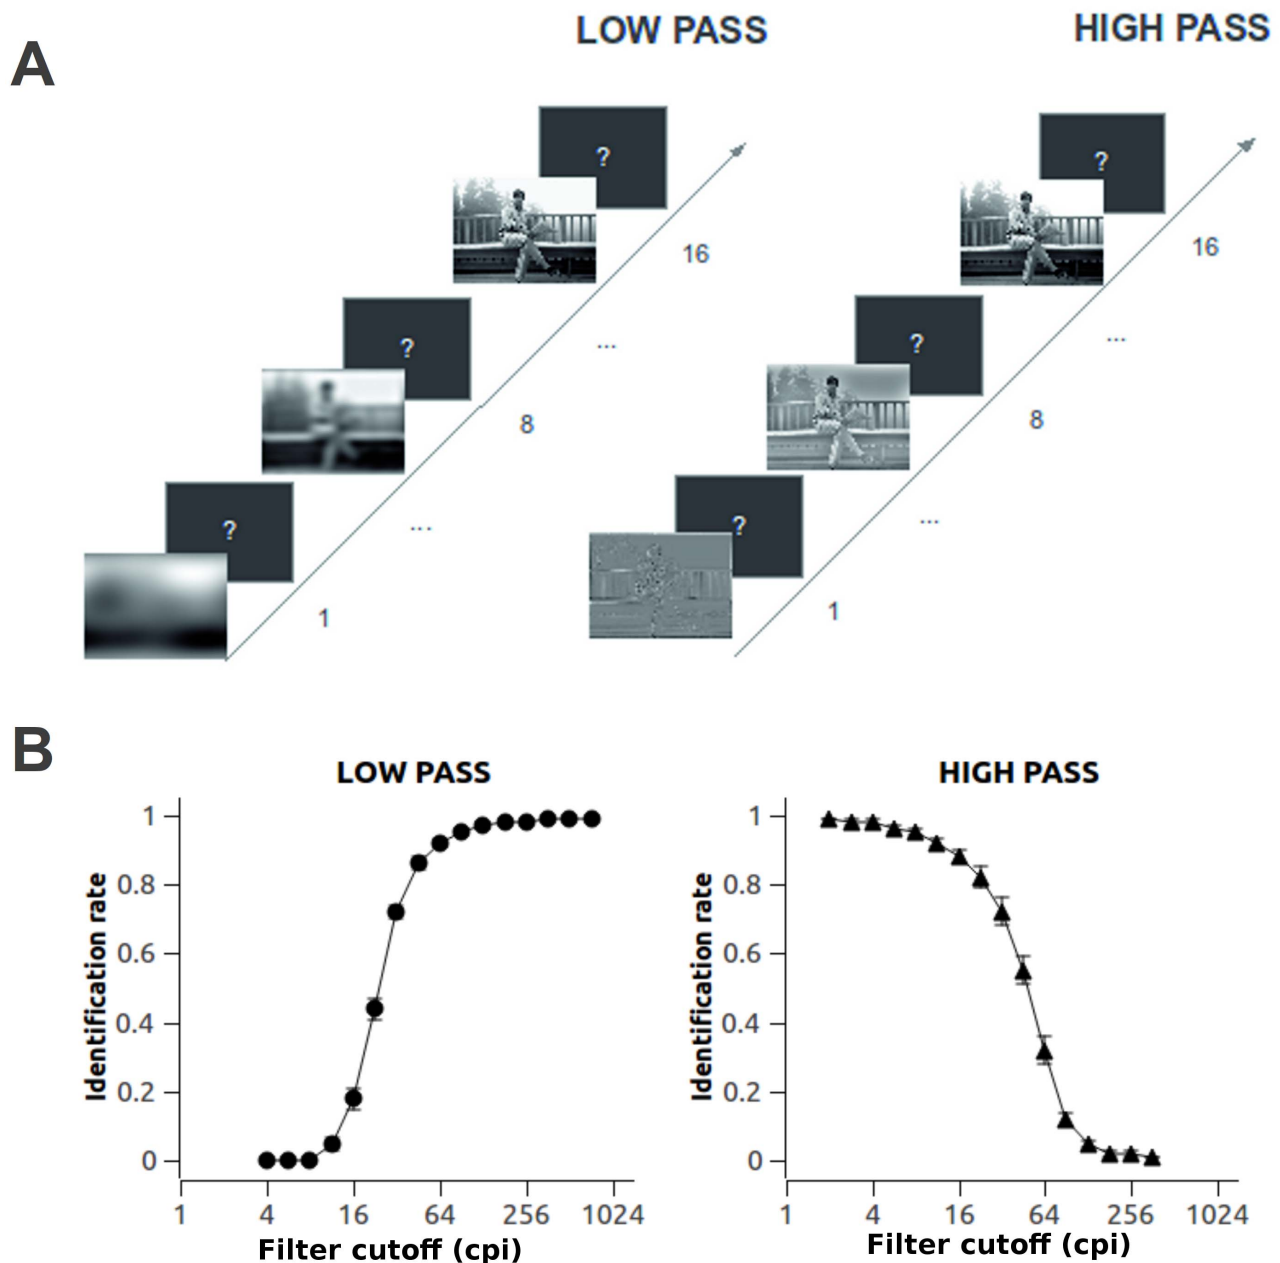 A
LOW PASS
HIGH PASS
?
?
16
16
...
...
?
?
8
8
...
...
?
?
1
1
B
LOW PASS
HIGH PASS
Identification rate
1
0.8
0.6
0.4
0.2
0
1 4 16 64 256 1024
Filter cutoff (cpi)
Identification rate
1
0.8
0.6
0.4
0.2
0
1 4 16 64 256 1024
Filter cutoff (cpi)